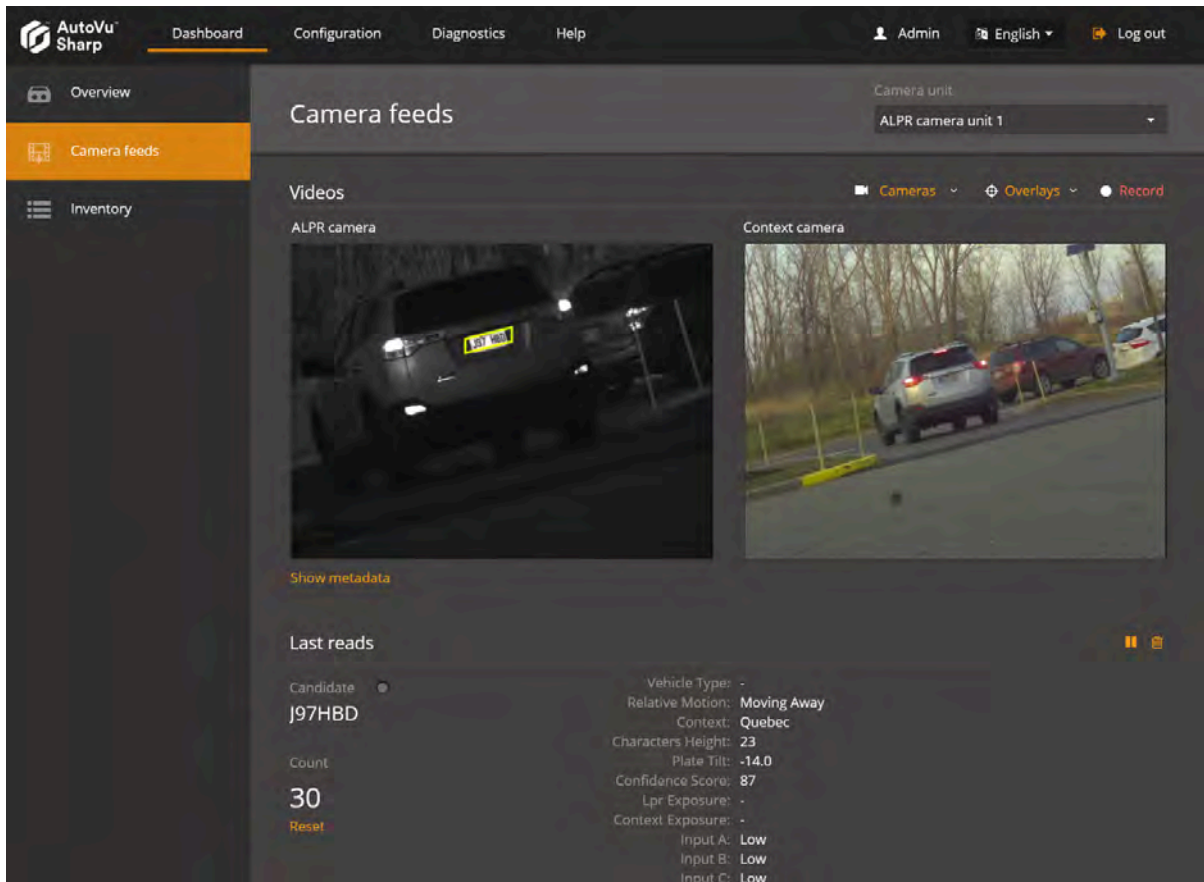 AutoVu™
Sharp
Dashboard
Configuration
Diagnostics
Help
Admin
English
Log out
Overview
Camera feeds
Inventory
Camera feeds
Camera unit
ALPR camera unit 1
Videos
Cameras
Overlays
Record
ALPR camera
Context camera
J97 HBD
Show metadata
Last reads
Candidate
J97HBD
Count
30
Reset
Vehicle Type: -
Relative Motion: Moving Away
Context: Quebec
Characters Height: 23
Plate Tilt: -14.0
Confidence Score: 87
Lpr Exposure: -
Context Exposure: -
Input A: Low
Input B: Low
Input C: Low